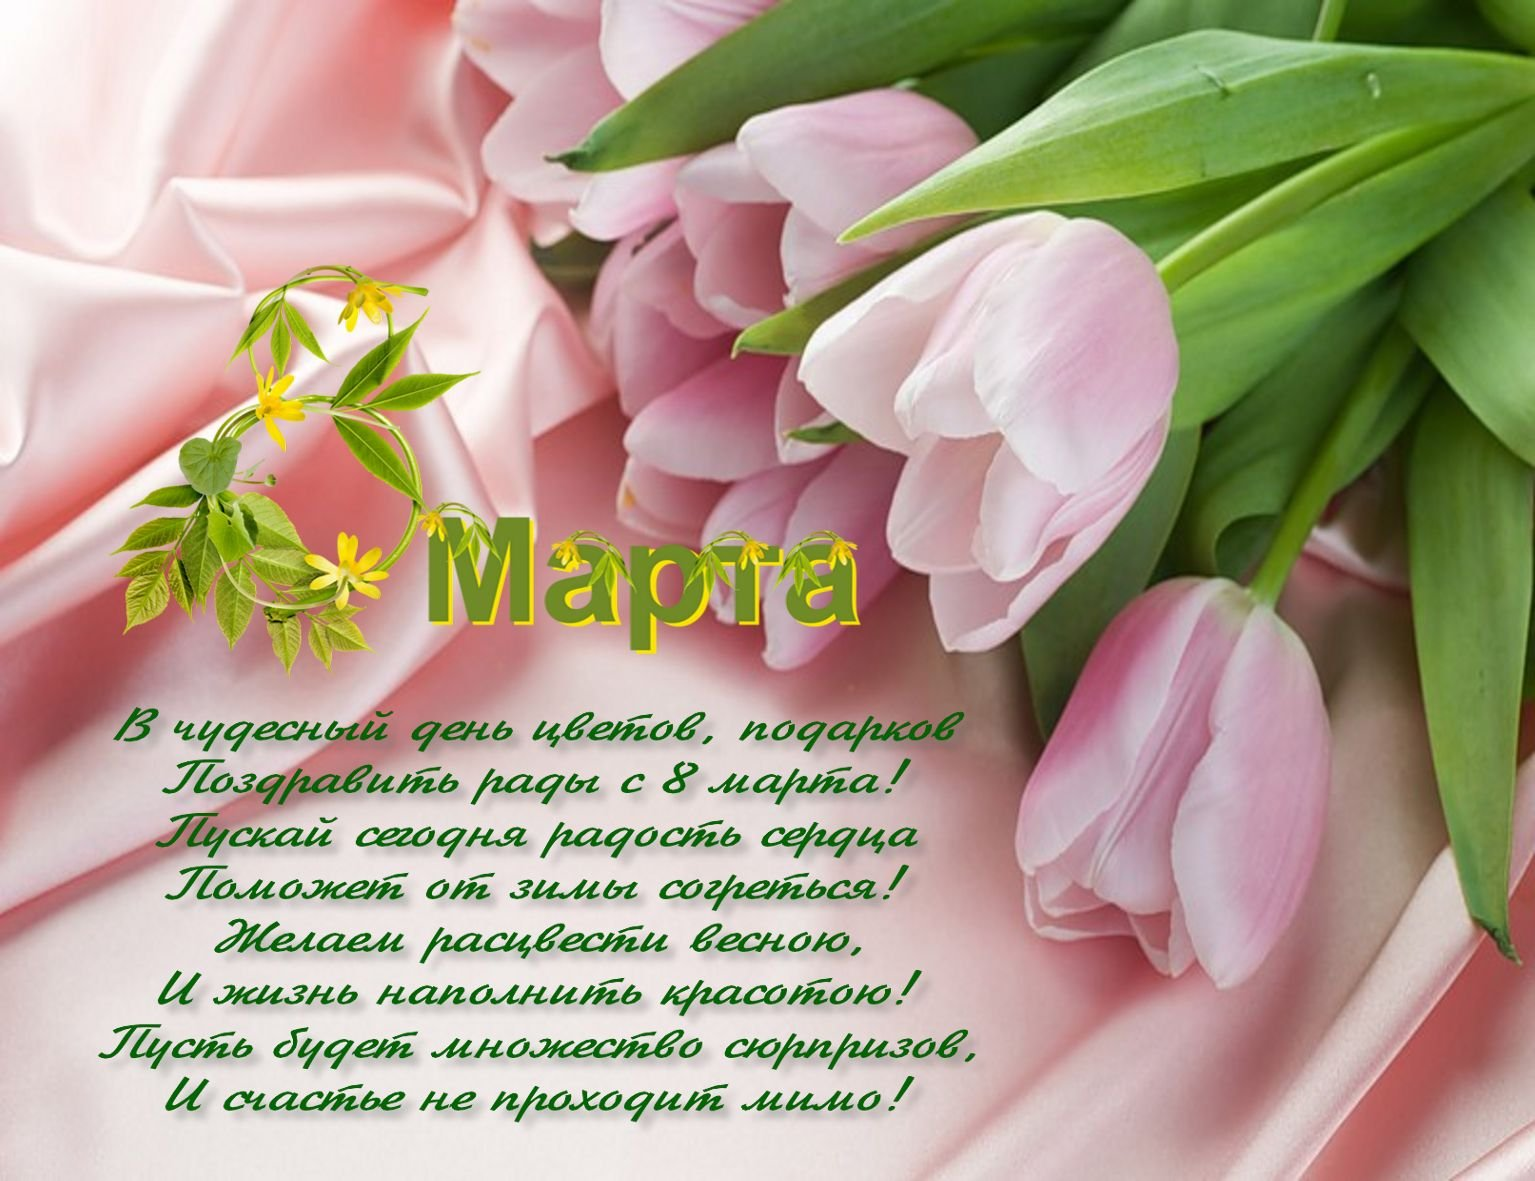 8 Марта
В чудесный день цветов, подарков
Поздравить рады с 8 марта!
Пускай сегодня радость сердца
Поможет от зимы согреться!
Желаем расцвести весною,
И жизнь наполнить красотою!
Пусть будет множество сюрпризов,
И счастье не проходит мимо!